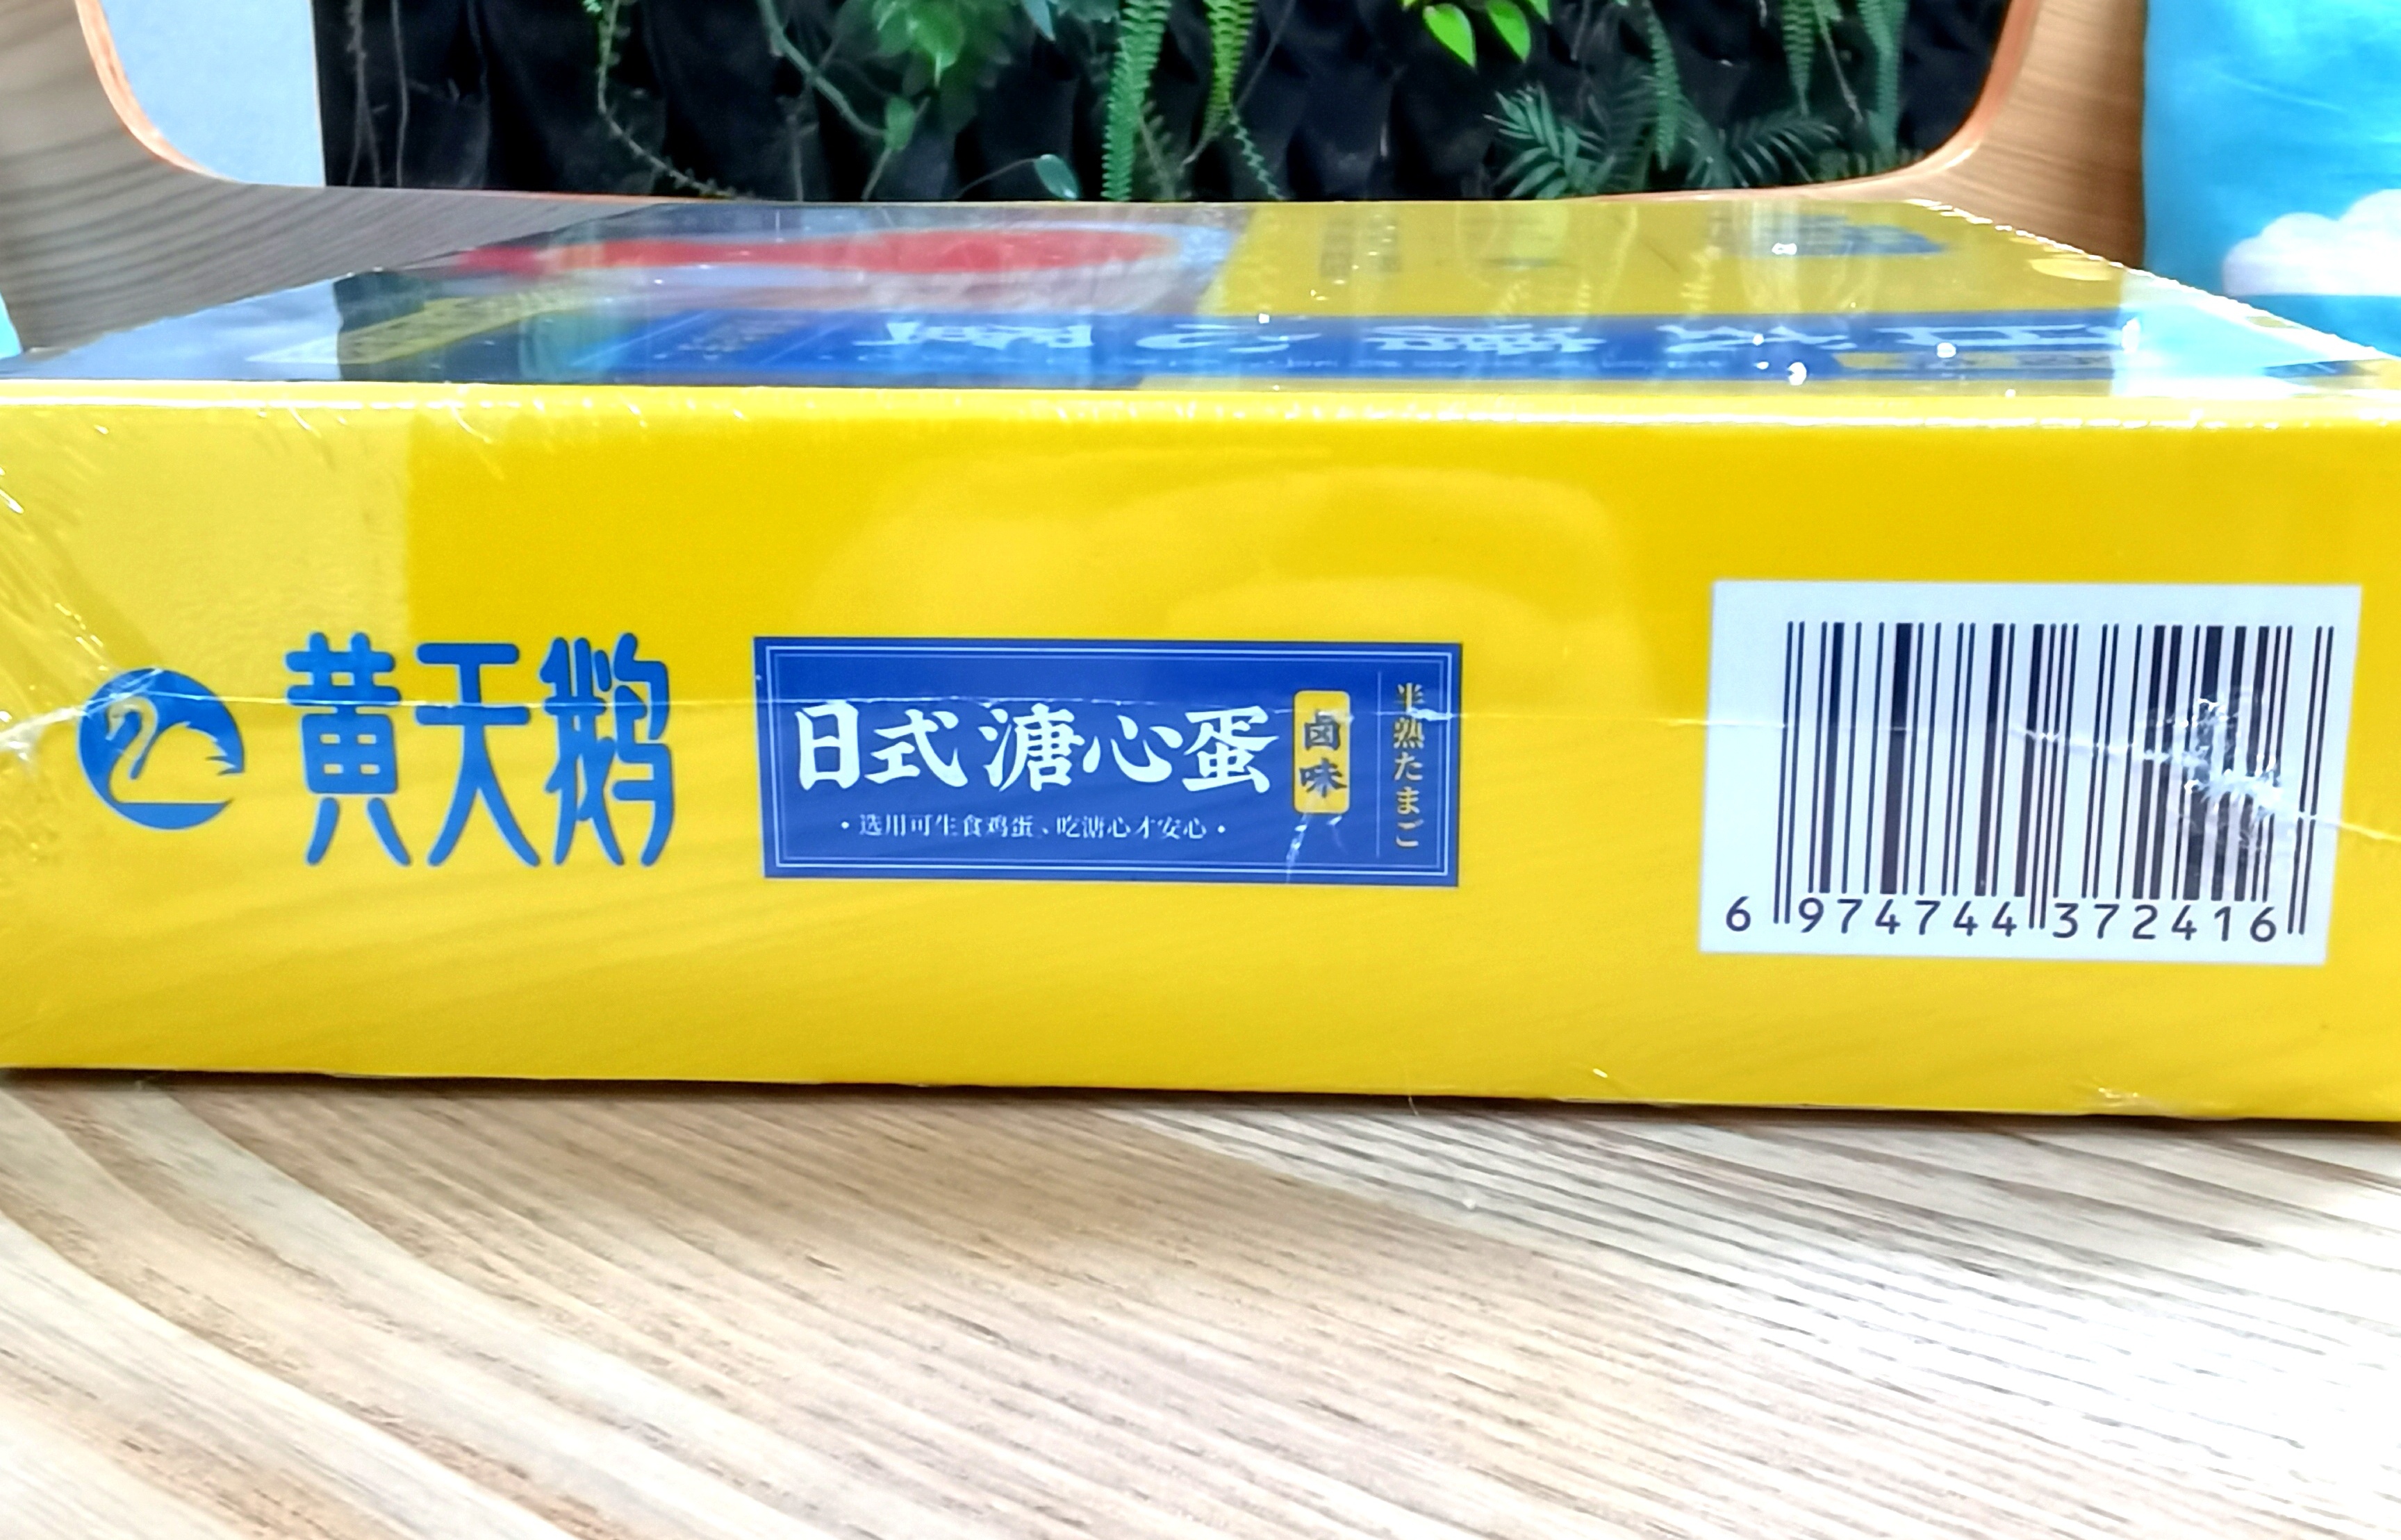 黄天鹅
日式溏心蛋
卤味
半熟たまご
·选用可生食鸡蛋、吃溏心才安心·
6 974744 372416